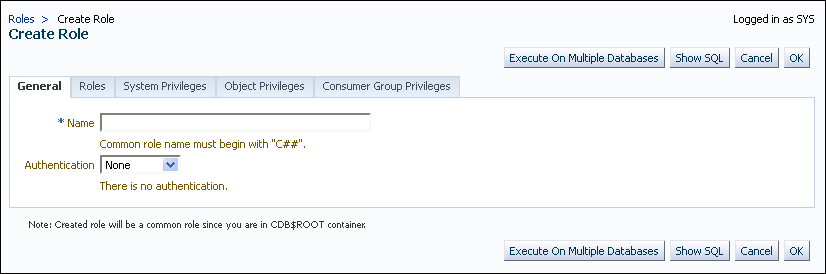 Roles > Create Role Logged in as SYS
Create Role
Execute On Multiple Databases Show SQL Cancel OK
General Roles System Privileges Object Privileges Consumer Group Privileges
* Name
Common role name must begin with "C##".
Authentication None
There is no authentication.
Note: Created role will be a common role since you are in CDB$ROOT container.
Execute On Multiple Databases Show SQL Cancel OK